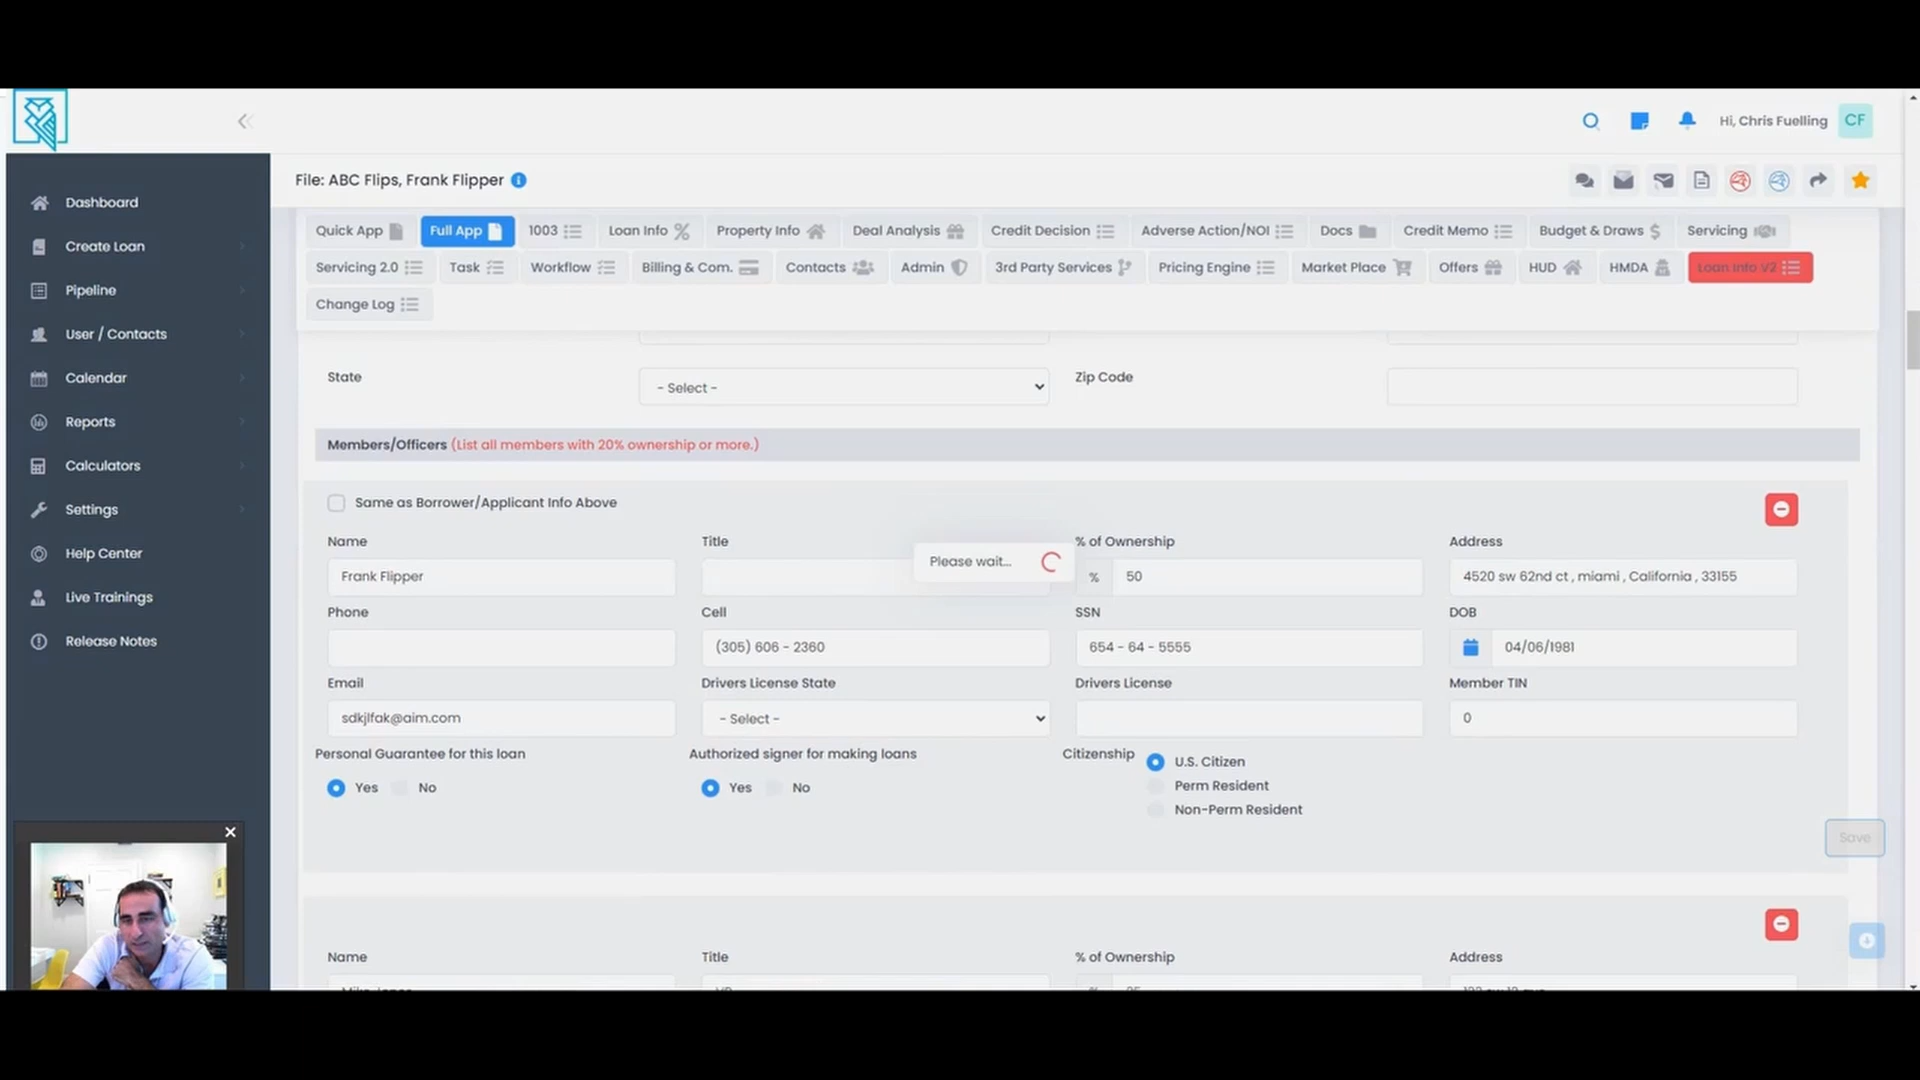 Hi, Chris Fuelling CF
File: ABC Flips, Frank Flipper
Quick App Full App 1003 Loan Info Property Info Deal Analysis Credit Decision Adverse Action/NOI Docs Credit Memo Budget & Draws Servicing
Servicing 2.0 Task Workflow Billing & Com. Contacts Admin 3rd Party Services Pricing Engine Market Place Offers HUD HMDA Loan Info V2
Change Log
Dashboard
Create Loan
Pipeline
User / Contacts
Calendar
Reports
Calculators
Settings
Help Center
Live Trainings
Release Notes
State - Select - Zip Code
Members/Officers (List all members with 20% ownership or more.)
Same as Borrower/Applicant Info Above
Name Title % of Ownership Address
Please wait...
Frank Flipper % 50 4520 sw 62nd ct , miami , California , 33155
Phone Cell SSN DOB
(305) 606 - 2360 654 - 64 - 5555 04/06/1981
Email Drivers License State Drivers License Member TIN
sdkjlfak@aim.com - Select - 0
Personal Guarantee for this loan Authorized signer for making loans Citizenship U.S. Citizen
Yes No Yes No Perm Resident
Non-Perm Resident
Save
Name Title % of Ownership Address